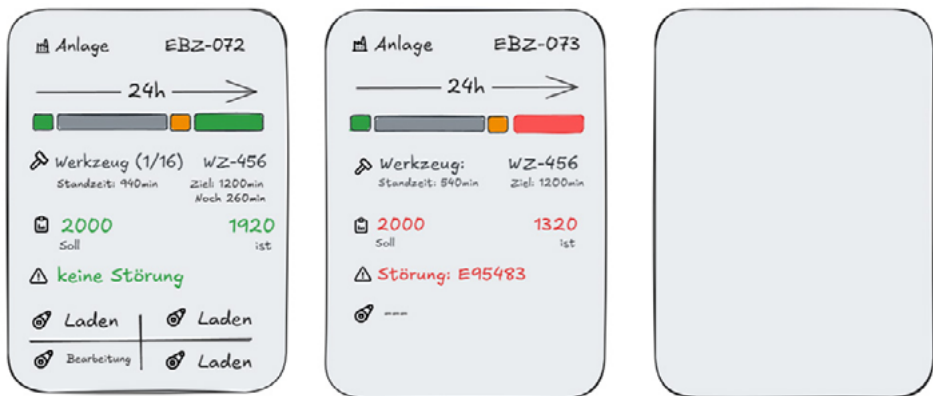 Anlage EBZ-072
24h
Werkzeug (1/16) WZ-456
Standzeit: 940min Ziel: 1200min
Noch 260min
2000 1920
Soll ist
keine Störung
Laden Laden
Bearbeitung Laden
Anlage EBZ-073
24h
Werkzeug: WZ-456
Standzeit: 540min Ziel: 1200min
2000 1320
Soll ist
Störung: E95483
---